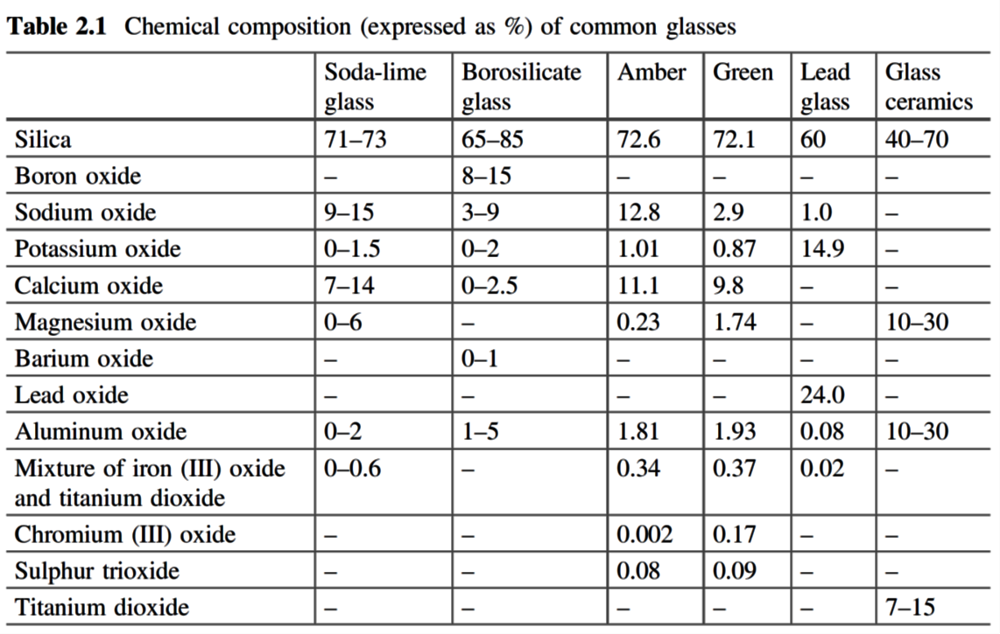 Table 2.1 Chemical composition (expressed as %) of common glasses
Soda-lime glass Borosilicate glass Amber Green Lead glass Glass ceramics
Silica 71–73 65–85 72.6 72.1 60 40–70
Boron oxide – 8–15 – – – –
Sodium oxide 9–15 3–9 12.8 2.9 1.0 –
Potassium oxide 0–1.5 0–2 1.01 0.87 14.9 –
Calcium oxide 7–14 0–2.5 11.1 9.8 – –
Magnesium oxide 0–6 – 0.23 1.74 – 10–30
Barium oxide – 0–1 – – – –
Lead oxide – – – – 24.0 –
Aluminum oxide 0–2 1–5 1.81 1.93 0.08 10–30
Mixture of iron (III) oxide and titanium dioxide 0–0.6 – 0.34 0.37 0.02 –
Chromium (III) oxide – – 0.002 0.17 – –
Sulphur trioxide – – 0.08 0.09 – –
Titanium dioxide – – – – – 7–15